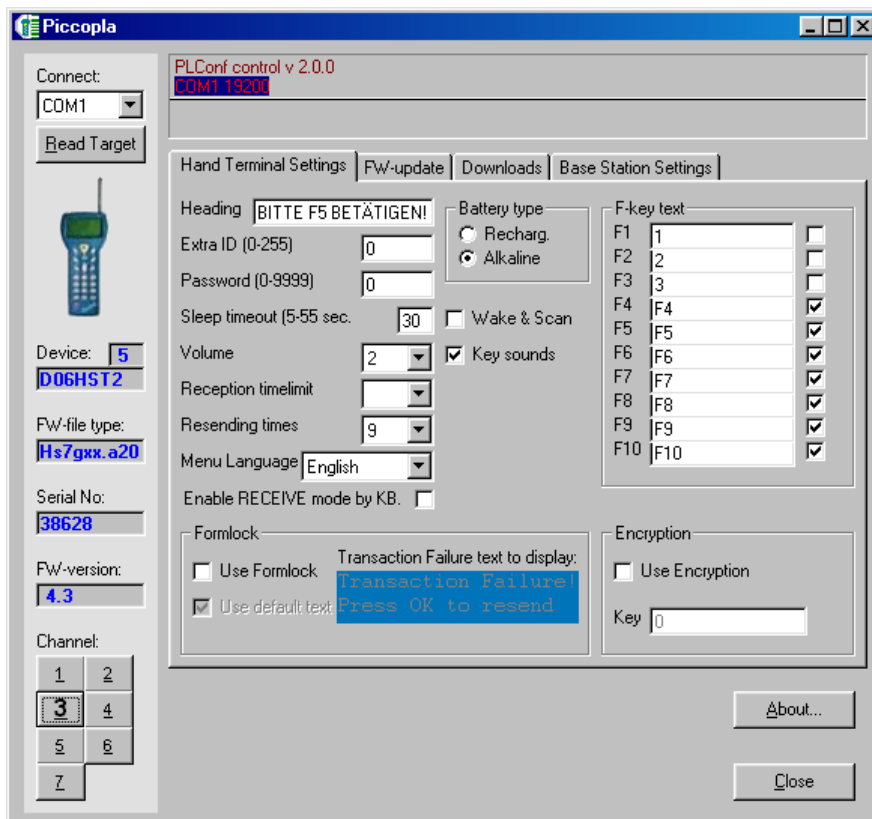 Piccopla
Connect:
COM1
Read Target
Device: 5
D06HST2
FW-file type:
Hs7gxx.a20
Serial No:
38628
FW-version:
4.3
Channel:
1 2
3 4
5 6
7
PLConf control v 2.0.0
COM1 19200
Hand Terminal Settings FW-update Downloads Base Station Settings
Heading BITTE F5 BETÄTIGEN!
Extra ID (0-255) 0
Password (0-9999) 0
Sleep timeout (5-55 sec. 30
Volume 2
Reception timelimit
Resending times 9
Menu Language English
Enable RECEIVE mode by KB.
Battery type
Recharg.
Alkaline
Wake & Scan
Key sounds
F-key text
F1 1
F2 2
F3 3
F4 F4
F5 F5
F6 F6
F7 F7
F8 F8
F9 F9
F10 F10
Formlock
Use Formlock
Use default text
Transaction Failure text to display:
Transaction Failure!
Press OK to resend
Encryption
Use Encryption
Key 0
About...
Close